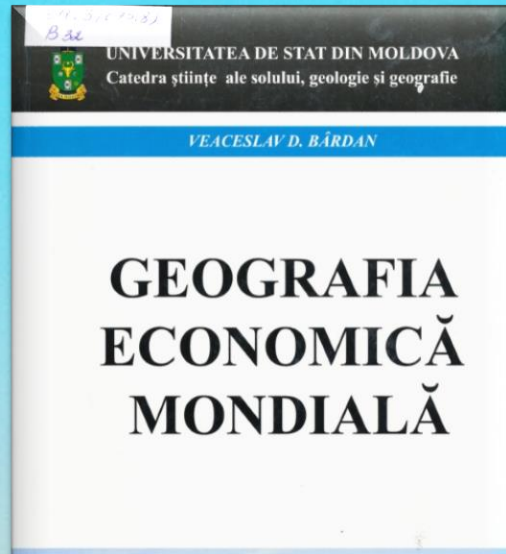 B 32
UNIVERSITATEA DE STAT DIN MOLDOVA
Catedra științe ale solului, geologie și geografie
VEACESLAV D. BÂRDAN
GEOGRAFIA
ECONOMICĂ
MONDIALĂ